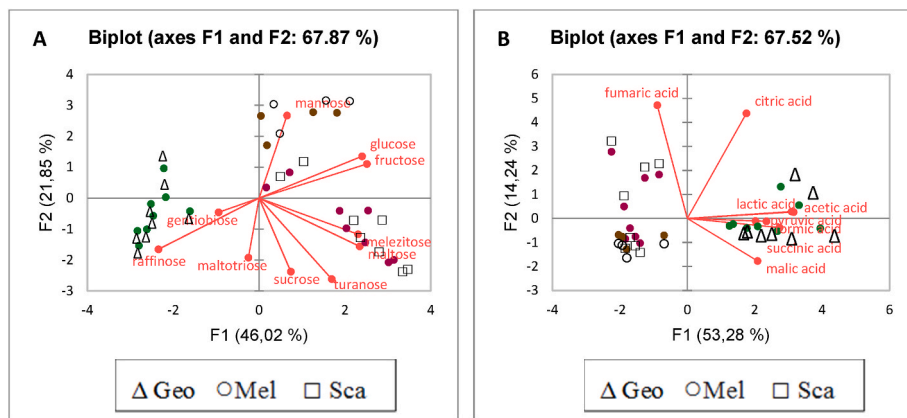 A
Biplot (axes F1 and F2: 67.87 %)
4
3
2
1
0
-1
-2
-3
-4
-2
0
2
4
F2 (21,85 %)
F1 (46,02 %)
mannose
glucose
fructose
gentiobiose
raffinose
maltotriose
sucrose
turanose
melezitose
maltose
Δ Geo ○ Mel □ Sca
B
Biplot (axes F1 and F2: 67.52 %)
6
5
4
3
2
1
0
-1
-2
-3
-4
-2
0
2
4
6
F2 (14,24 %)
F1 (53,28 %)
fumaric acid
citric acid
lactic acid
acetic acid
pyruvic acid
formic acid
succinic acid
malic acid
Δ Geo ○ Mel □ Sca